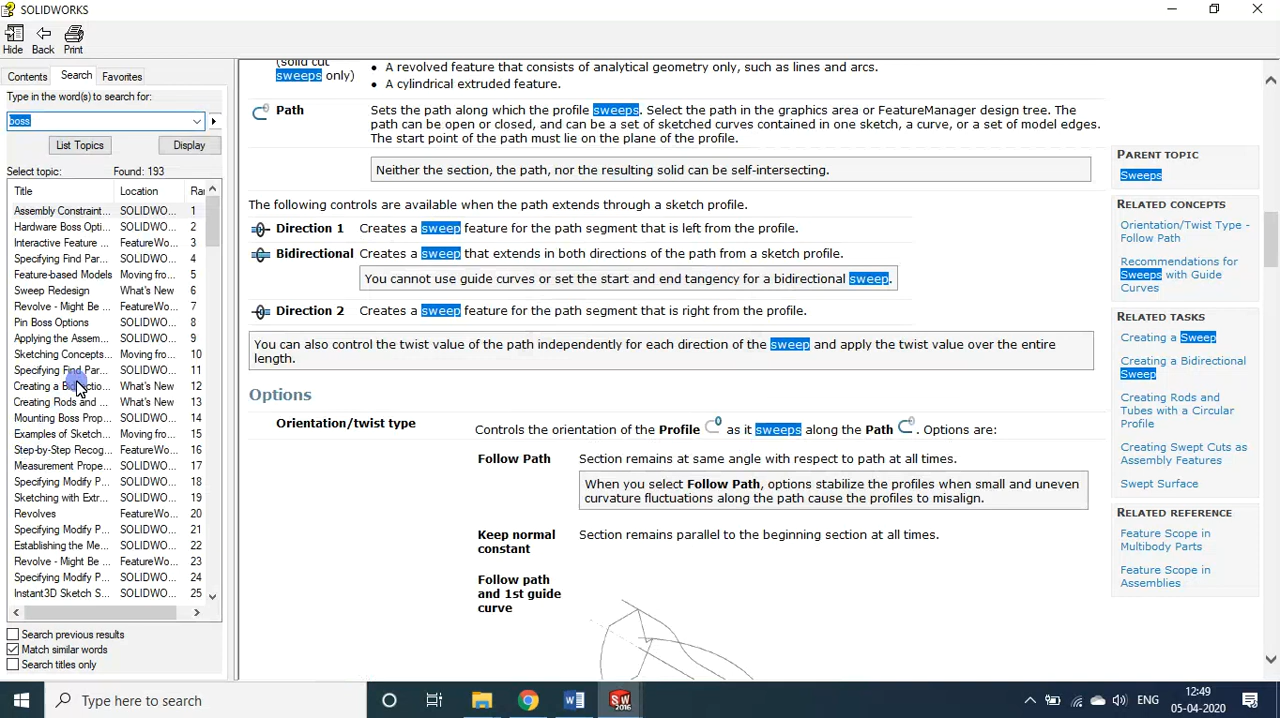 SOLIDWORKS
Hide Back Print
Contents Search Favorites
Type in the word(s) to search for:
boss
List Topics Display
Select topic: Found: 193
Title Location Rar
Assembly Constraint... SOLIDWO... 1
Hardware Boss Opti... SOLIDWO... 2
Interactive Feature ... FeatureWo... 3
Specifying Find Par... SOLIDWO... 4
Feature-based Models Moving fro... 5
Sweep Redesign What's New 6
Revolve - Might Be ... FeatureWo... 7
Pin Boss Options SOLIDWO... 8
Applying the Assem... SOLIDWO... 9
Sketching Concepts... Moving fro... 10
Specifying Find Par... SOLIDWO... 11
Creating a Bidirectio... What's New 12
Creating Rods and ... What's New 13
Mounting Boss Prop... SOLIDWO... 14
Examples of Sketch... Moving fro... 15
Step-by-Step Recog... FeatureWo... 16
Measurement Prope... SOLIDWO... 17
Specifying Modify P... SOLIDWO... 18
Sketching with Extr... SOLIDWO... 19
Revolves FeatureWo... 20
Specifying Modify P... SOLIDWO... 21
Establishing the Me... SOLIDWO... 22
Revolve - Might Be ... FeatureWo... 23
Specifying Modify P... SOLIDWO... 24
Instant3D Sketch S... SOLIDWO... 25
Search previous results
Match similar words
Search titles only
(solid cut
sweeps only)
• A revolved feature that consists of analytical geometry only, such as lines and arcs.
• A cylindrical extruded feature.
Path Sets the path along which the profile sweeps. Select the path in the graphics area or FeatureManager design tree. The
path can be open or closed, and can be a set of sketched curves contained in one sketch, a curve, or a set of model edges.
The start point of the path must lie on the plane of the profile.
Neither the section, the path, nor the resulting solid can be self-intersecting.
The following controls are available when the path extends through a sketch profile.
Direction 1 Creates a sweep feature for the path segment that is left from the profile.
Bidirectional Creates a sweep that extends in both directions of the path from a sketch profile.
You cannot use guide curves or set the start and end tangency for a bidirectional sweep.
Direction 2 Creates a sweep feature for the path segment that is right from the profile.
You can also control the twist value of the path independently for each direction of the sweep and apply the twist value over the entire
length.
Options
Orientation/twist type Controls the orientation of the Profile as it sweeps along the Path . Options are:
Follow Path Section remains at same angle with respect to path at all times.
When you select Follow Path, options stabilize the profiles when small and uneven
curvature fluctuations along the path cause the profiles to misalign.
Keep normal
constant
Section remains parallel to the beginning section at all times.
Follow path
and 1st guide
curve
PARENT TOPIC
Sweeps
RELATED CONCEPTS
Orientation/Twist Type -
Follow Path
Recommendations for
Sweeps with Guide
Curves
RELATED TASKS
Creating a Sweep
Creating a Bidirectional
Sweep
Creating Rods and
Tubes with a Circular
Profile
Creating Swept Cuts as
Assembly Features
Swept Surface
RELATED REFERENCE
Feature Scope in
Multibody Parts
Feature Scope in
Assemblies
Type here to search
SW
2016
ENG
12:49
05-04-2020